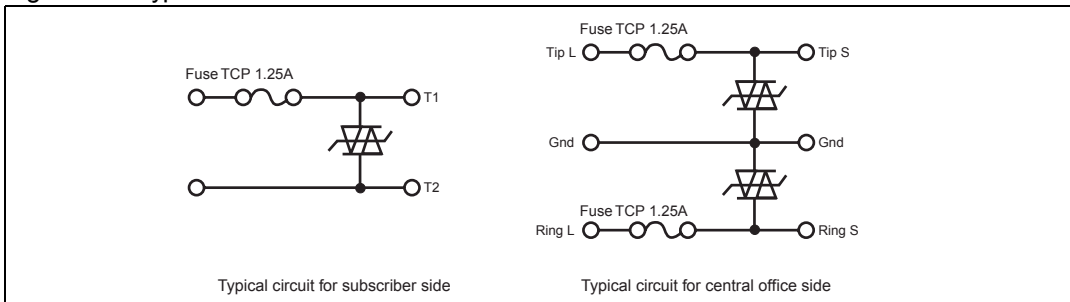 Fuse TCP 1.25A
T1
T2
Typical circuit for subscriber side
Fuse TCP 1.25A
Tip L
Tip S
Gnd
Gnd
Fuse TCP 1.25A
Ring L
Ring S
Typical circuit for central office side